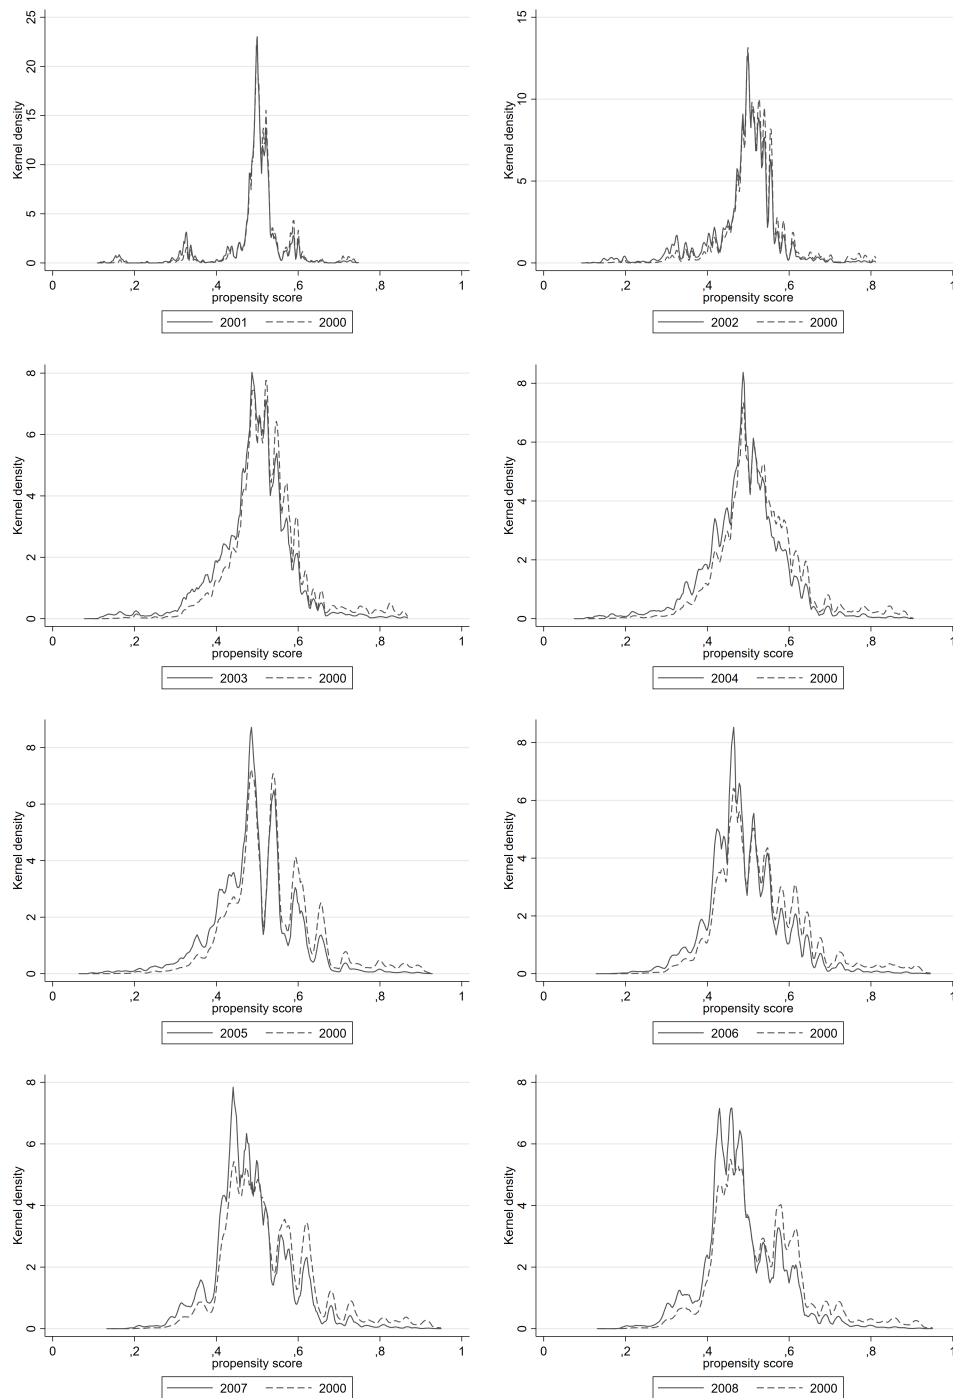 25
20
15
10
5
0
Kernel density
0 ,2 ,4 ,6 ,8 1
propensity score
2001 2000
15
10
5
0
Kernel density
0 ,2 ,4 ,6 ,8 1
propensity score
2002 2000
8
6
4
2
0
Kernel density
0 ,2 ,4 ,6 ,8 1
propensity score
2003 2000
8
6
4
2
0
Kernel density
0 ,2 ,4 ,6 ,8 1
propensity score
2004 2000
8
6
4
2
0
Kernel density
0 ,2 ,4 ,6 ,8 1
propensity score
2005 2000
8
6
4
2
0
Kernel density
0 ,2 ,4 ,6 ,8 1
propensity score
2006 2000
8
6
4
2
0
Kernel density
0 ,2 ,4 ,6 ,8 1
propensity score
2007 2000
8
6
4
2
0
Kernel density
0 ,2 ,4 ,6 ,8 1
propensity score
2008 2000